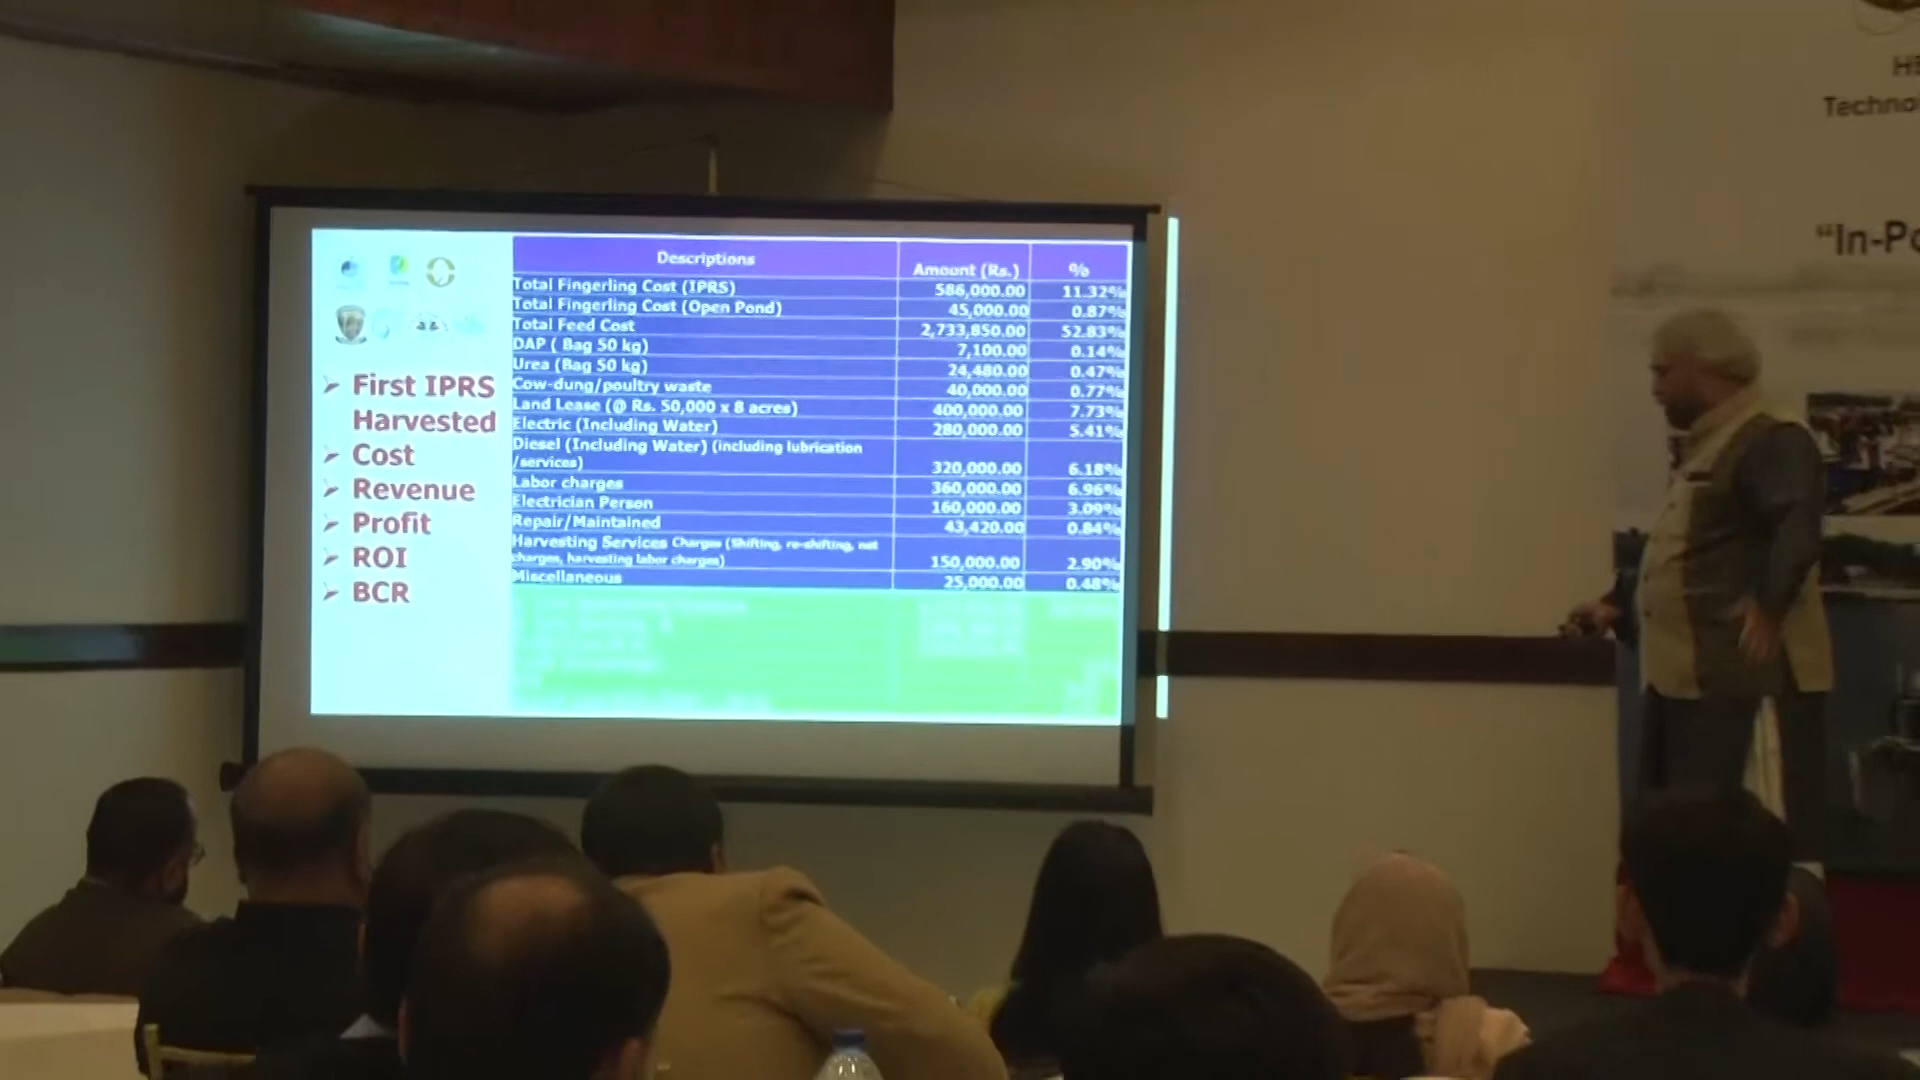 HE
Techno
“In-Po
Descriptions Amount (Rs.) %
Total Fingerling Cost (IPRS) 586,000.00 11.32%
Total Fingerling Cost (Open Pond) 45,000.00 0.87%
Total Feed Cost 2,733,850.00 52.83%
DAP ( Bag 50 kg) 7,100.00 0.14%
Urea (Bag 50 kg) 24,480.00 0.47%
Cow-dung/poultry waste 40,000.00 0.77%
Land Lease (@ Rs. 50,000 x 8 acres) 400,000.00 7.73%
Electric (Including Water) 280,000.00 5.41%
Diesel (Including Water) (including lubrication
/services) 320,000.00 6.18%
Labor charges 360,000.00 6.96%
Electrician Person 160,000.00 3.09%
Repair/Maintained 43,420.00 0.84%
Harvesting Services Charges (Shifting, re-shifting, net
charges, harvesting labor charges) 150,000.00 2.90%
Miscellaneous 25,000.00 0.48%
➢ First IPRS
Harvested
➢ Cost
➢ Revenue
➢ Profit
➢ ROI
➢ BCR